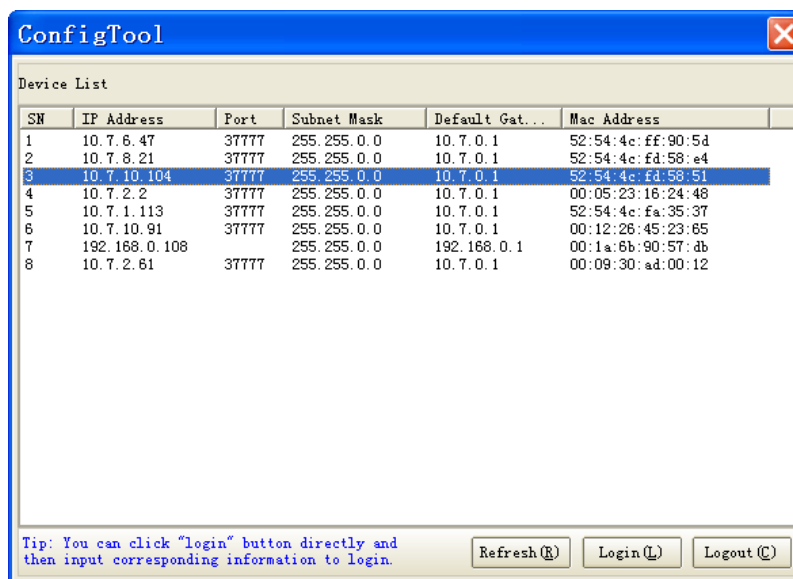 ConfigTool
Device List
SN IP Address Port Subnet Mask Default Gat... Mac Address
1 10.7.6.47 37777 255.255.0.0 10.7.0.1 52:54:4c:ff:90:5d
2 10.7.8.21 37777 255.255.0.0 10.7.0.1 52:54:4c:fd:58:e4
3 10.7.10.104 37777 255.255.0.0 10.7.0.1 52:54:4c:fd:58:51
4 10.7.2.2 37777 255.255.0.0 10.7.0.1 00:05:23:16:24:48
5 10.7.1.113 37777 255.255.0.0 10.7.0.1 52:54:4c:fa:35:37
6 10.7.10.91 37777 255.255.0.0 10.7.0.1 00:12:26:45:23:65
7 192.168.0.108 255.255.0.0 192.168.0.1 00:1a:6b:90:57:db
8 10.7.2.61 37777 255.255.0.0 10.7.0.1 00:09:30:ad:00:12
Tip: You can click "login" button directly and
then input corresponding information to login.
Refresh(R) Login(L) Logout(C)